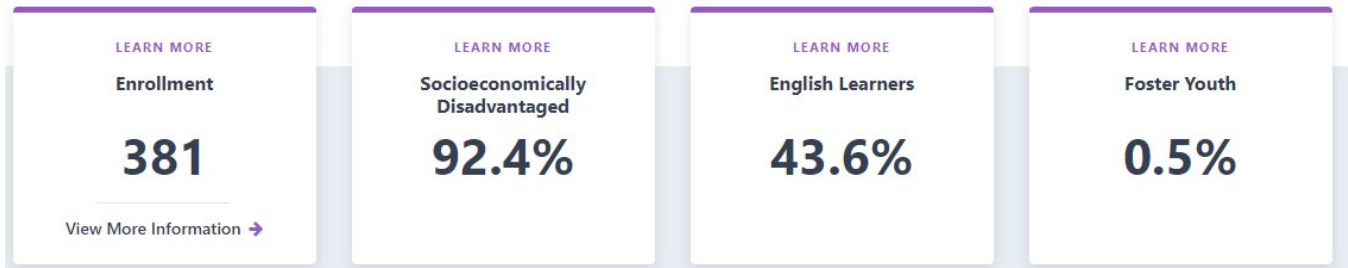 LEARN MORE
Enrollment
381
View More Information
LEARN MORE
Socioeconomically
Disadvantaged
92.4%
LEARN MORE
English Learners
43.6%
LEARN MORE
Foster Youth
0.5%